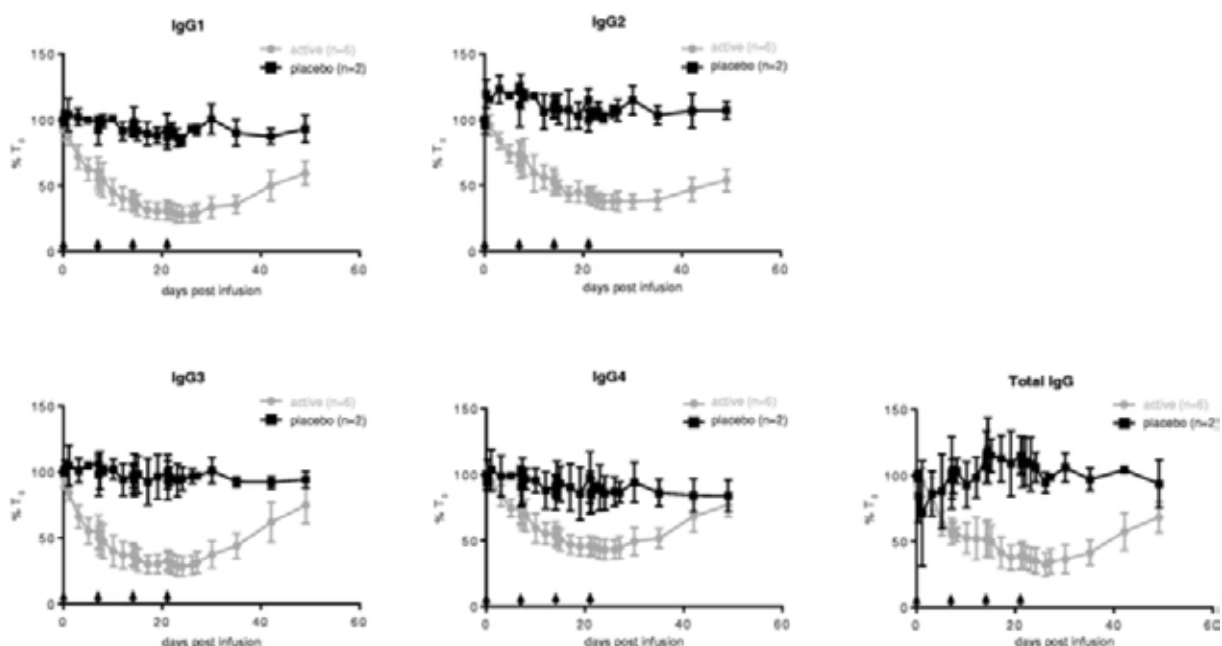 IgG1
active (n=6)
placebo (n=2)
150
100
50
0
% T0
0
20
40
60
days post infusion
IgG2
active (n=6)
placebo (n=2)
150
100
50
0
% T0
0
20
40
60
days post infusion
IgG3
active (n=6)
placebo (n=2)
150
100
50
0
% T0
0
20
40
60
days post infusion
IgG4
active (n=6)
placebo (n=2)
150
100
50
0
% T0
0
20
40
60
days post infusion
Total IgG
active (n=6)
placebo (n=2)
150
100
50
0
% T0
0
20
40
60
days post infusion